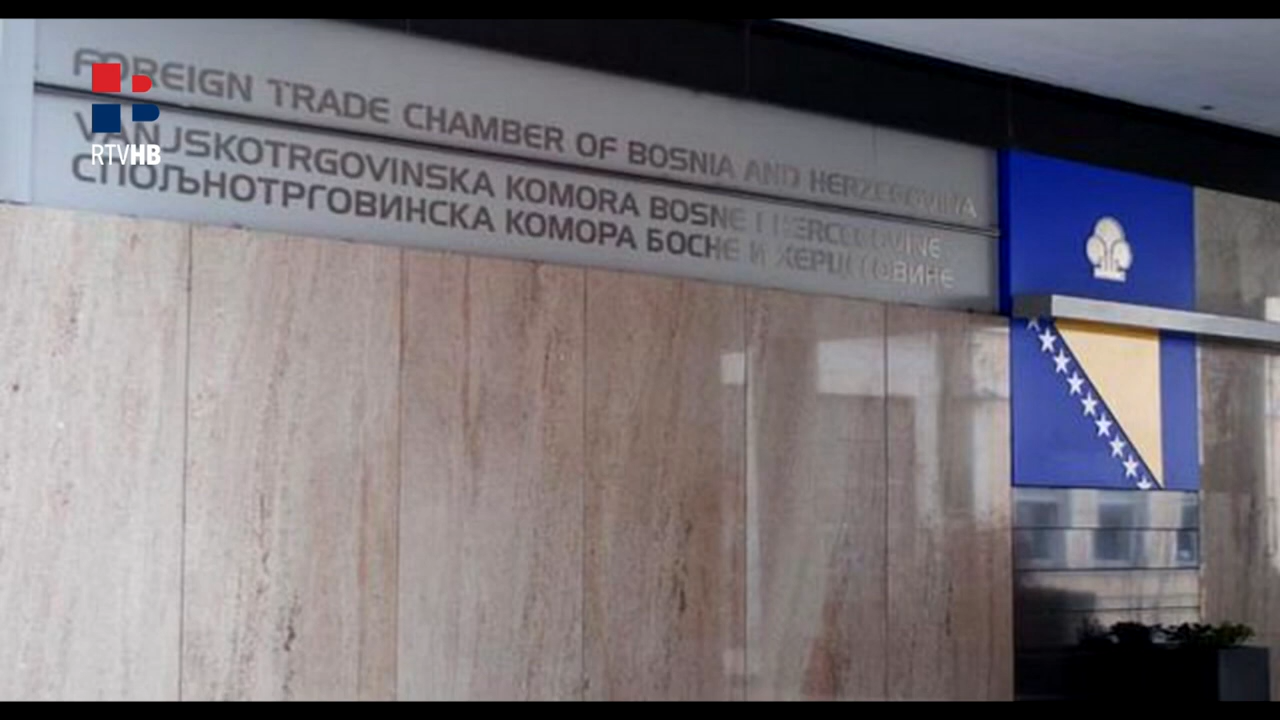 FOREIGN TRADE CHAMBER OF BOSNIA AND HERZEGOVINA
VANJSKOTRGOVINSKA KOMORA BOSNE I HERCEGOVINE
СПОЉНОТРГОВИНСКА КОМОРА БОСНЕ И ХЕРЦЕГОВИНЕ
RTVHB